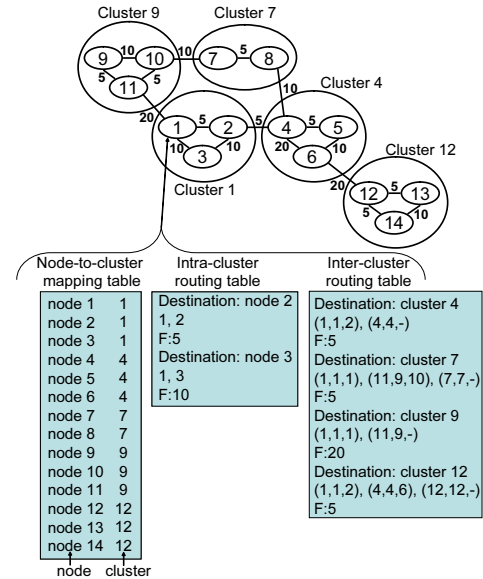 Cluster 9
Cluster 7
9 10 10 10 7 5 8
5 5
11
10
Cluster 4
20
1 5 2 5 4 5 5
10 10 20 10
3
6
Cluster 1
Cluster 12
20
12 5 13
5 10
14
Node-to-cluster
mapping table
node 1 1
node 2 1
node 3 1
node 4 4
node 5 4
node 6 4
node 7 7
node 8 7
node 9 9
node 10 9
node 11 9
node 12 12
node 13 12
node 14 12
node cluster
Intra-cluster
routing table
Destination: node 2
1, 2
F:5
Destination: node 3
1, 3
F:10
Inter-cluster
routing table
Destination: cluster 4
(1,1,2), (4,4,-)
F:5
Destination: cluster 7
(1,1,1), (11,9,10), (7,7,-)
F:5
Destination: cluster 9
(1,1,1), (11,9,-)
F:20
Destination: cluster 12
(1,1,2), (4,4,6), (12,12,-)
F:5